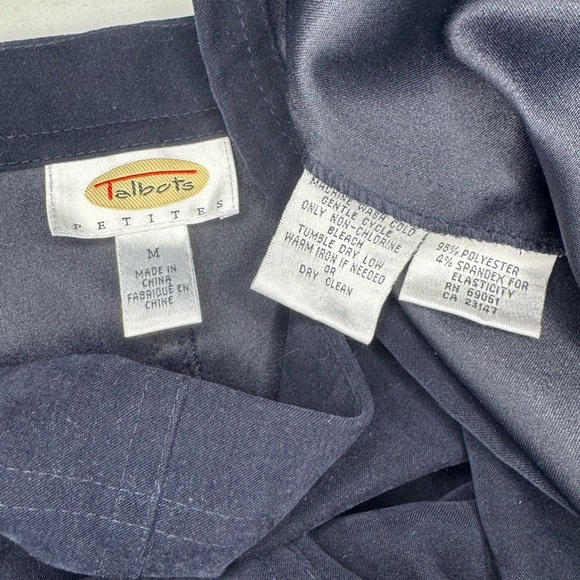 Talbots
PETITES
M
MADE IN
CHINA
FABRIQUÉ EN
CHINE
MACHINE WASH COLD
GENTLE CYCLE
ONLY NON-CHLORINE
BLEACH
TUMBLE DRY LOW
WARM IRON IF NEEDED
OR
DRY CLEAN
96% POLYESTER
4% SPANDEX FOR
ELASTICITY
RN 69061
CA 23147